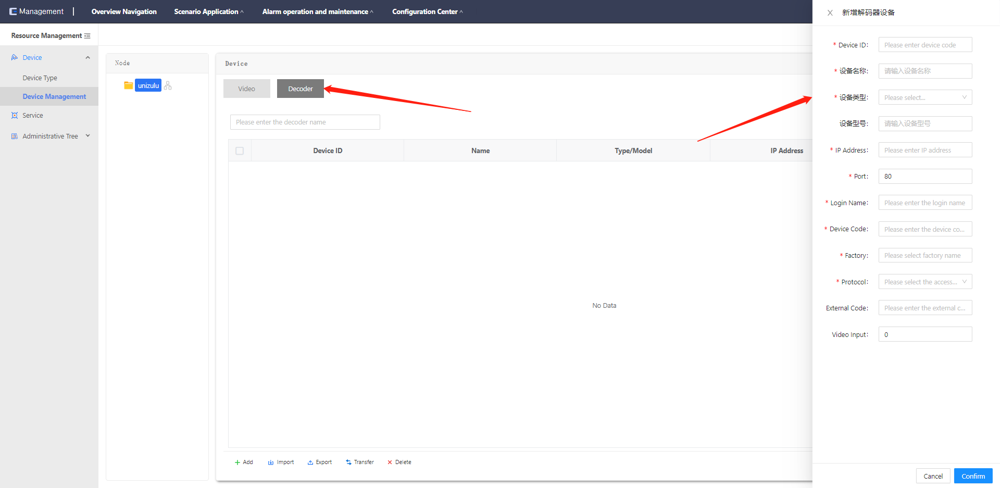 Management
Overview Navigation
Scenario Application
Alarm operation and maintenance
Configuration Center
Resource Management
Device
Device Type
Device Management
Service
Administrative Tree
Node
unizulu
Device
Video
Decoder
Please enter the decoder name
Device ID
Name
Type/Model
IP Address
No Data
Add
Import
Export
Transfer
Delete
新增解码器设备
* Device ID: Please enter device code
* 设备名称: 请输入设备名称
* 设备类型: Please select...
设备型号: 请输入设备型号
* IP Address: Please enter IP address
* Port: 80
* Login Name: Please enter the login name
* Device Code: Please enter the device co...
* Factory: Please select factory name
* Protocol: Please select the access...
External Code: Please enter the external c...
Video Input: 0
Cancel
Confirm